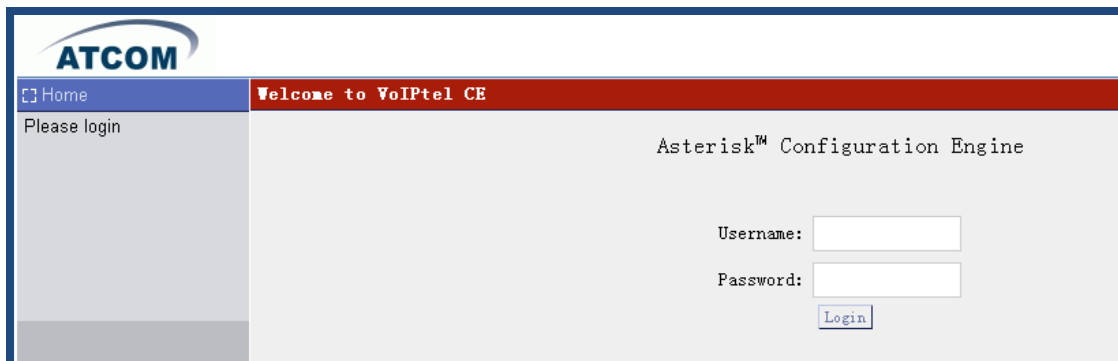 ATCOM
Home
Welcome to VoIPtel CE
Please login
Asterisk™ Configuration Engine
Username:
Password:
Login